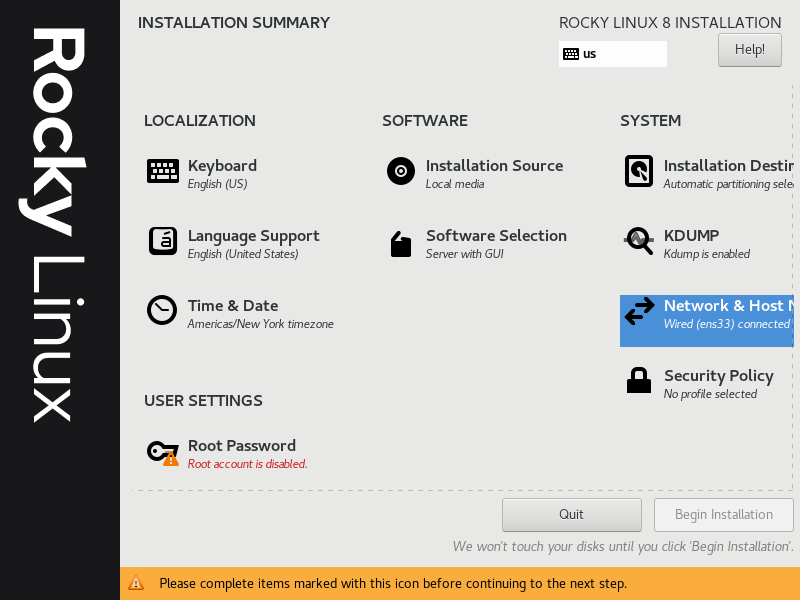 Rocky Linux
INSTALLATION SUMMARY
ROCKY LINUX 8 INSTALLATION
us
Help!
LOCALIZATION
Keyboard
English (US)
Language Support
English (United States)
Time & Date
Americas/New York timezone
USER SETTINGS
Root Password
Root account is disabled.
SOFTWARE
Installation Source
Local media
Software Selection
Server with GUI
SYSTEM
Installation Destin
Automatic partitioning sele
KDUMP
Kdump is enabled
Network & Host N
Wired (ens33) connected
Security Policy
No profile selected
Quit
Begin Installation
We won't touch your disks until you click 'Begin Installation'.
Please complete items marked with this icon before continuing to the next step.